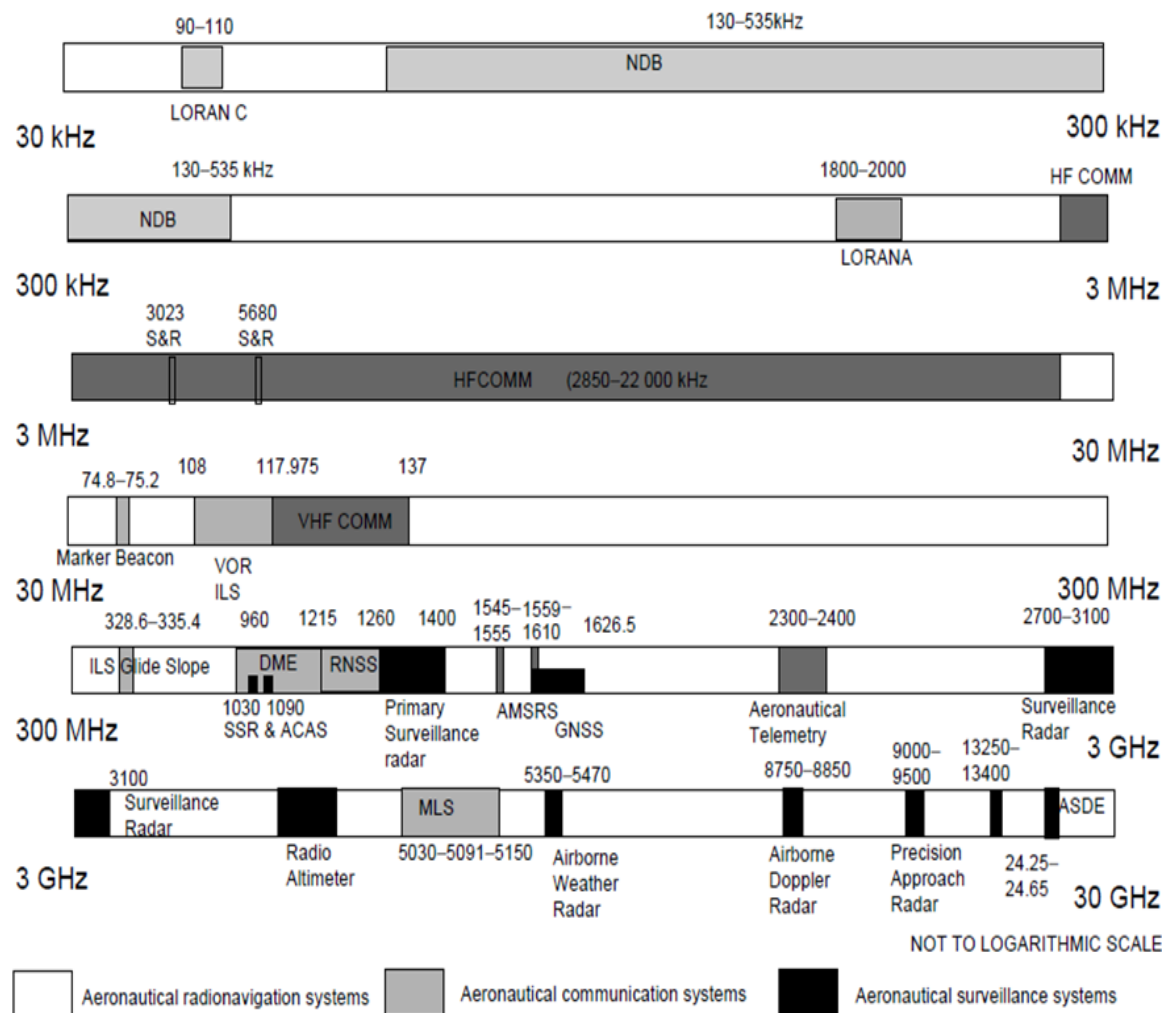 90–110
130–535kHz
NDB
LORAN C
30 kHz
300 kHz
130–535 kHz
1800–2000
HF COMM
NDB
LORANA
300 kHz
3 MHz
3023
S&R
5680
S&R
HFCOMM (2850–22 000 kHz
3 MHz
30 MHz
74.8–75.2
108
117.975
137
VHF COMM
Marker Beacon
VOR
ILS
30 MHz
300 MHz
328.6–335.4
960
1215
1260
1400
1545–
1555
1559–
1610
1626.5
2300–2400
2700–3100
ILS Glide Slope
DME
RNSS
1030 1090
SSR & ACAS
Primary
Surveillance
radar
AMSRS
GNSS
Aeronautical
Telemetry
Surveillance
Radar
300 MHz
3 GHz
3100
Surveillance
Radar
MLS
5350–5470
8750–8850
9000–
9500
13250–
13400
ASDE
Radio
Altimeter
5030–5091–5150
Airborne
Weather
Radar
Airborne
Doppler
Radar
Precision
Approach
Radar
24.25–
24.65
3 GHz
30 GHz
NOT TO LOGARITHMIC SCALE
Aeronautical radionavigation systems
Aeronautical communication systems
Aeronautical surveillance systems